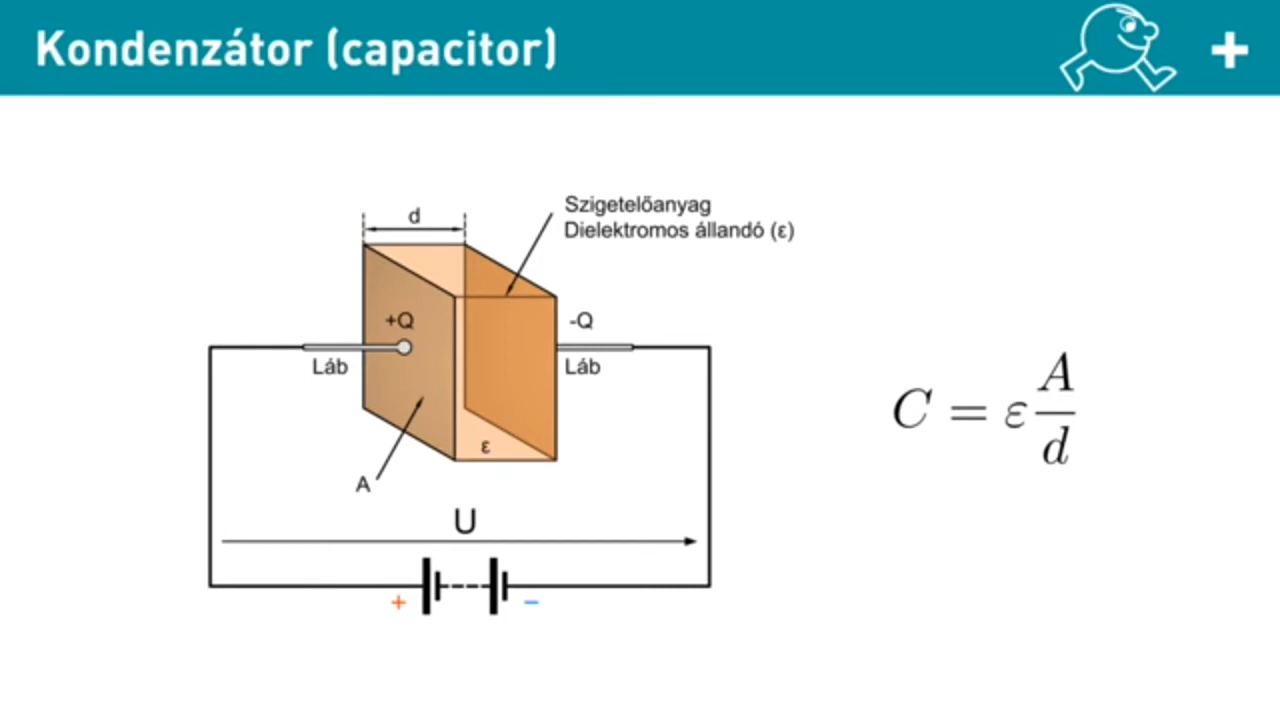 Kondenzátor (capacitor)
+
d
Szigetelőanyag
Dielektromos állandó (ε)
+Q
-Q
Láb
Láb
ε
A
U
+ −
C = ε A/d